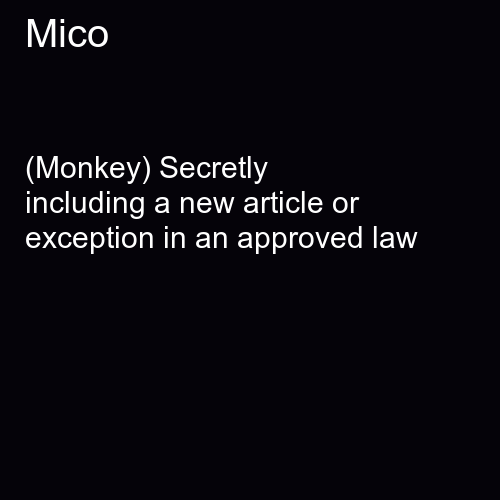 Mico
(Monkey) Secretly
including a new article or
exception in an approved law